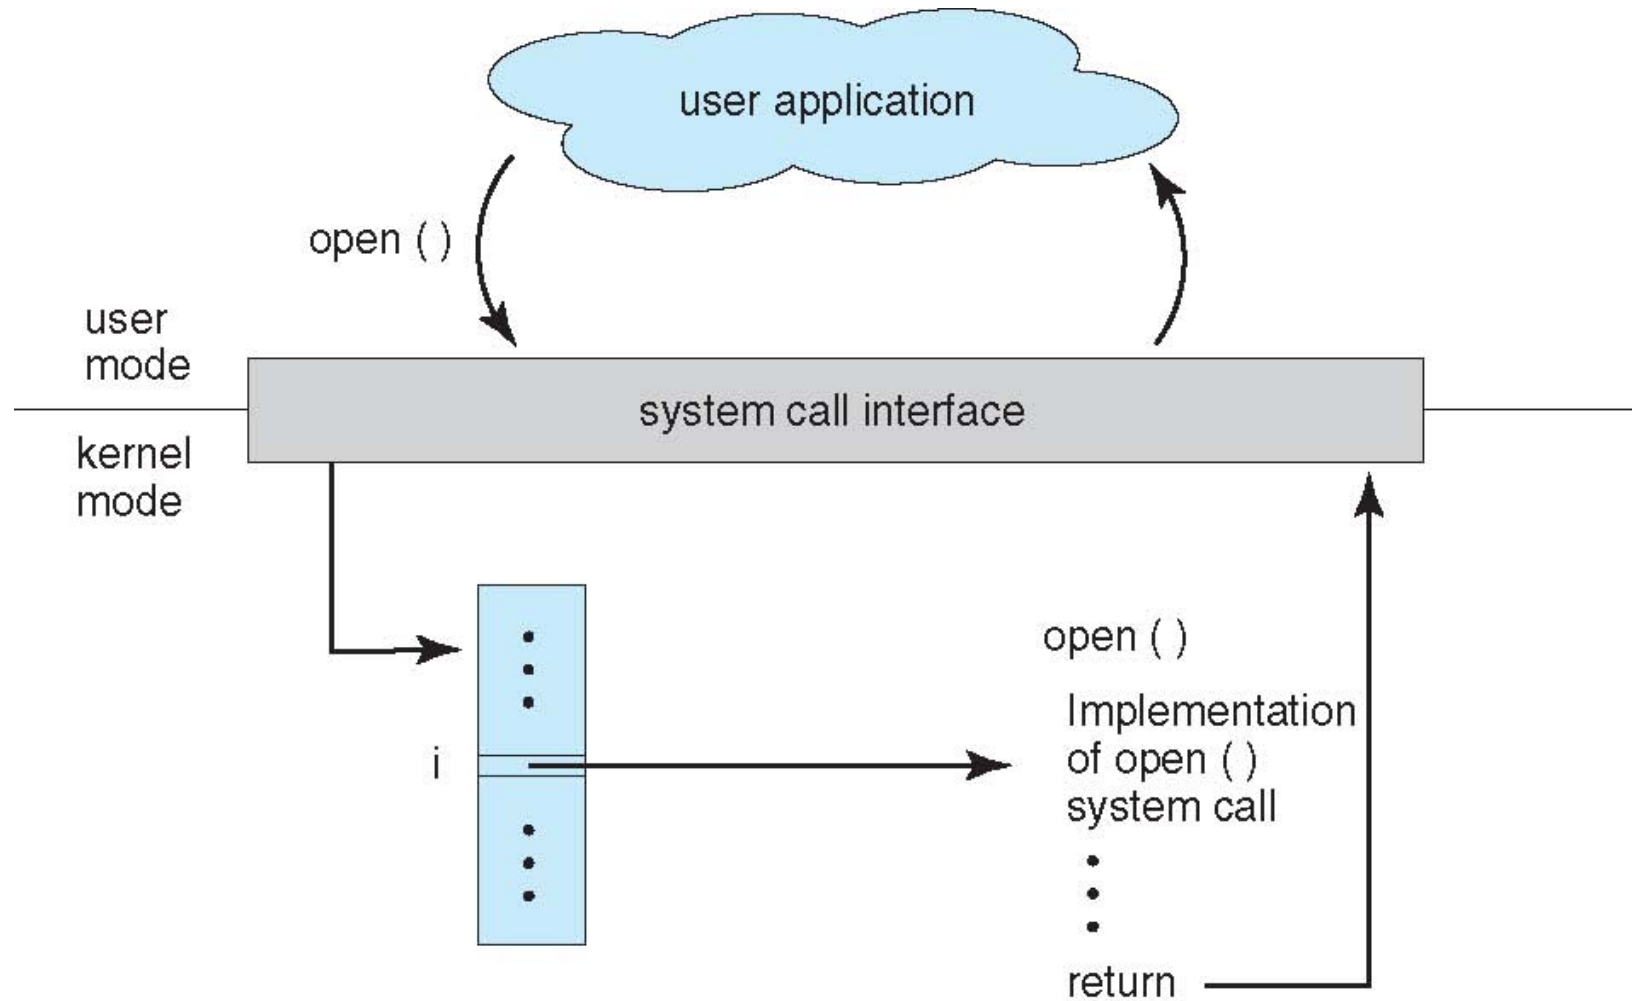 user application
open ( )
user
mode
system call interface
kernel
mode
open ( )
i
Implementation
of open ( )
system call
return